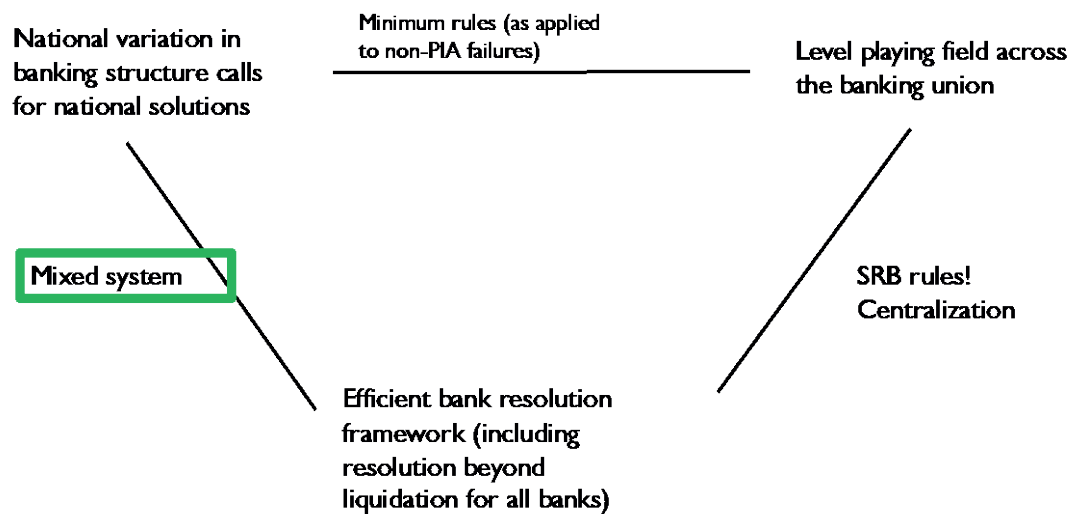 Minimum rules (as applied
to non-PIA failures)
National variation in
banking structure calls
for national solutions
Level playing field across
the banking union
Mixed system
SRB rules!
Centralization
Efficient bank resolution
framework (including
resolution beyond
liquidation for all banks)